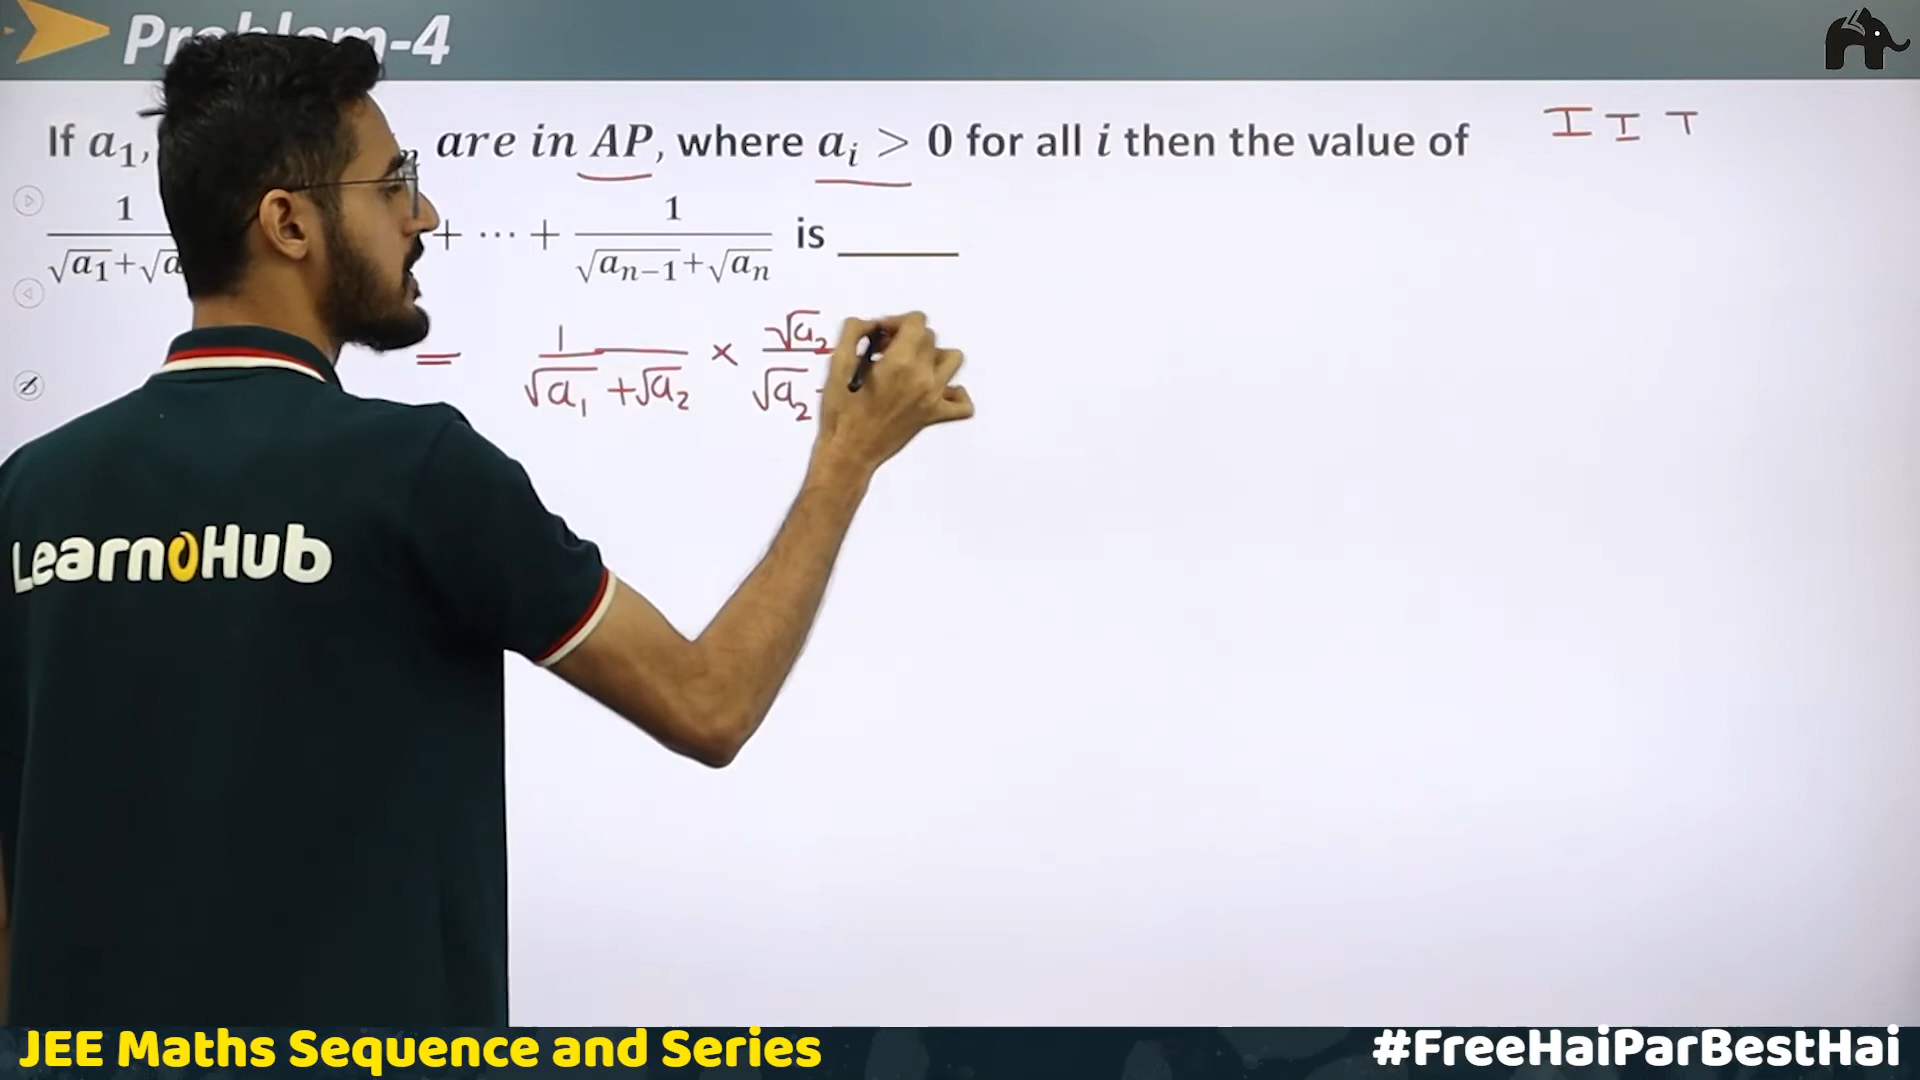 Problem-4
If a₁, n are in AP, where aᵢ > 0 for all i then the value of
I I T
1/(√a₁+√a + ⋯ + 1/(√aₙ₋₁+√aₙ) is ______
= 1/(√a₁ + √a₂) × √a₂/√a₂
LearnoHub
JEE Maths Sequence and Series
#FreeHaiParBestHai